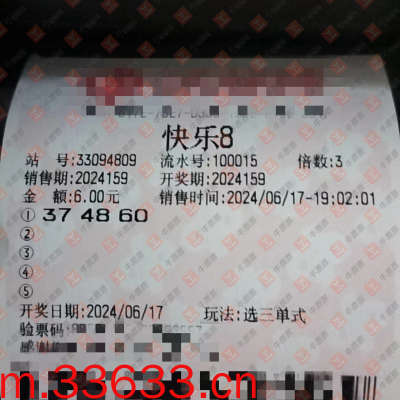 快乐8
站 号:33094809 流水号:100015 倍数:3
销售期:2024159 开奖期:2024159
金 额:6.00元 销售时间:2024/06/17-19:02:01
① 37 48 60
②
③
④
⑤
开奖日期:2024/06/17 玩法:选三单式
验票码:
m.33633.cn